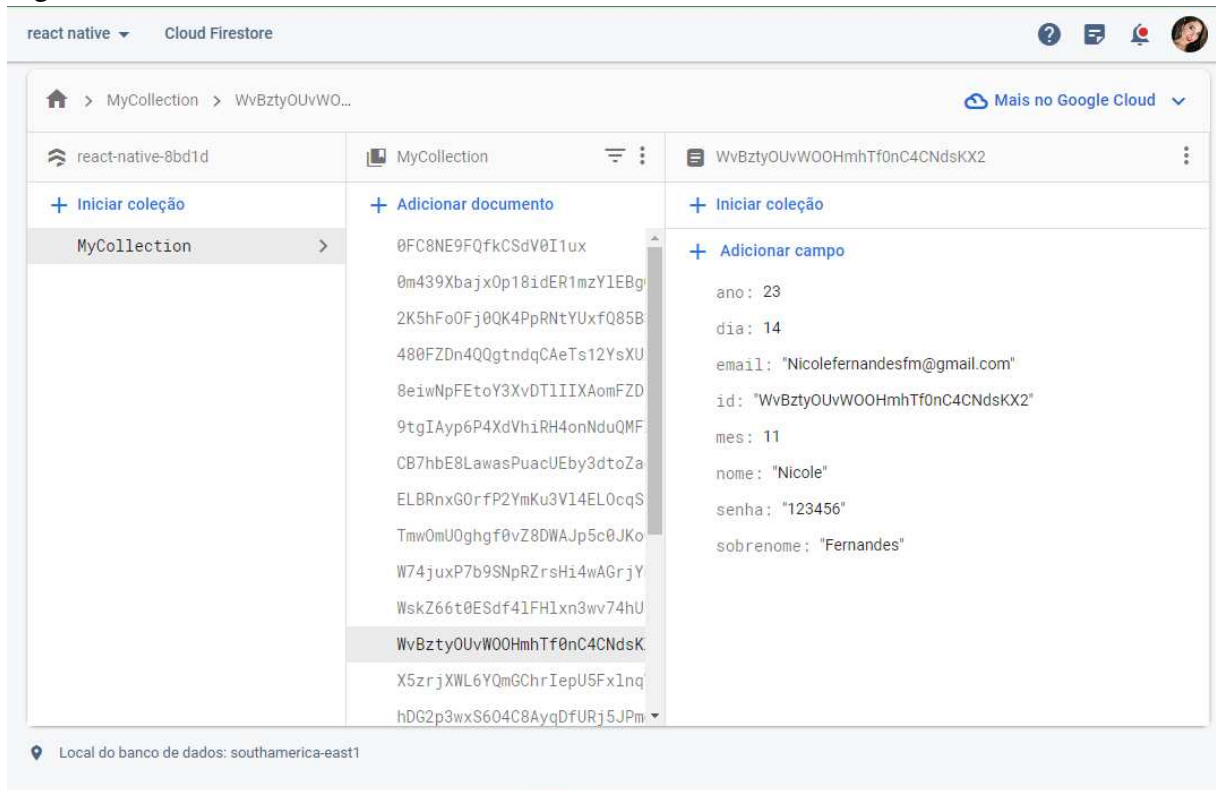 react native Cloud Firestore
MyCollection > WvBztyOUvWO...
Mais no Google Cloud
react-native-8bd1d
MyCollection
WvBztyOUvWOOHmhTf0nC4CNdsKX2
+ Iniciar coleção
+ Adicionar documento
+ Iniciar coleção
MyCollection
0FC8NE9FQfkCSdV0I1ux
0m439XbajxOp18idER1mzYlEBg
2K5hFoOFj0QK4PpRNtYUxfQ85B
480FZDn4QQgtndqCAeTs12YsXU
8eiwNpFEtoY3XvDTlIIXAomFZD
9tgIAyp6P4XdVhiRH4onNduQMF
CB7hbE8LawasPuacUEby3dtoZa
ELBRnxGOrfP2YmKu3Vl4ELOcqS
TmwOmUOghgf0vZ8DWAJp5c0JKo
W74juxP7b9SNpRZrsHi4wAGrjY
WskZ66t0ESdf4lFHlxn3wv74hU
WvBztyOUvWOOHmhTf0nC4CNdsK
X5zrjXWL6YQmGChrIepU5Fxlnq
hDG2p3wxS6O4C8AyqDfURj5JPm
+ Adicionar campo
ano: 23
dia: 14
email: "Nicolefernandesfm@gmail.com"
id: "WvBztyOUvWOOHmhTf0nC4CNdsKX2"
mes: 11
nome: "Nicole"
senha: "123456"
sobrenome: "Fernandes"
Local do banco de dados: southamerica-east1